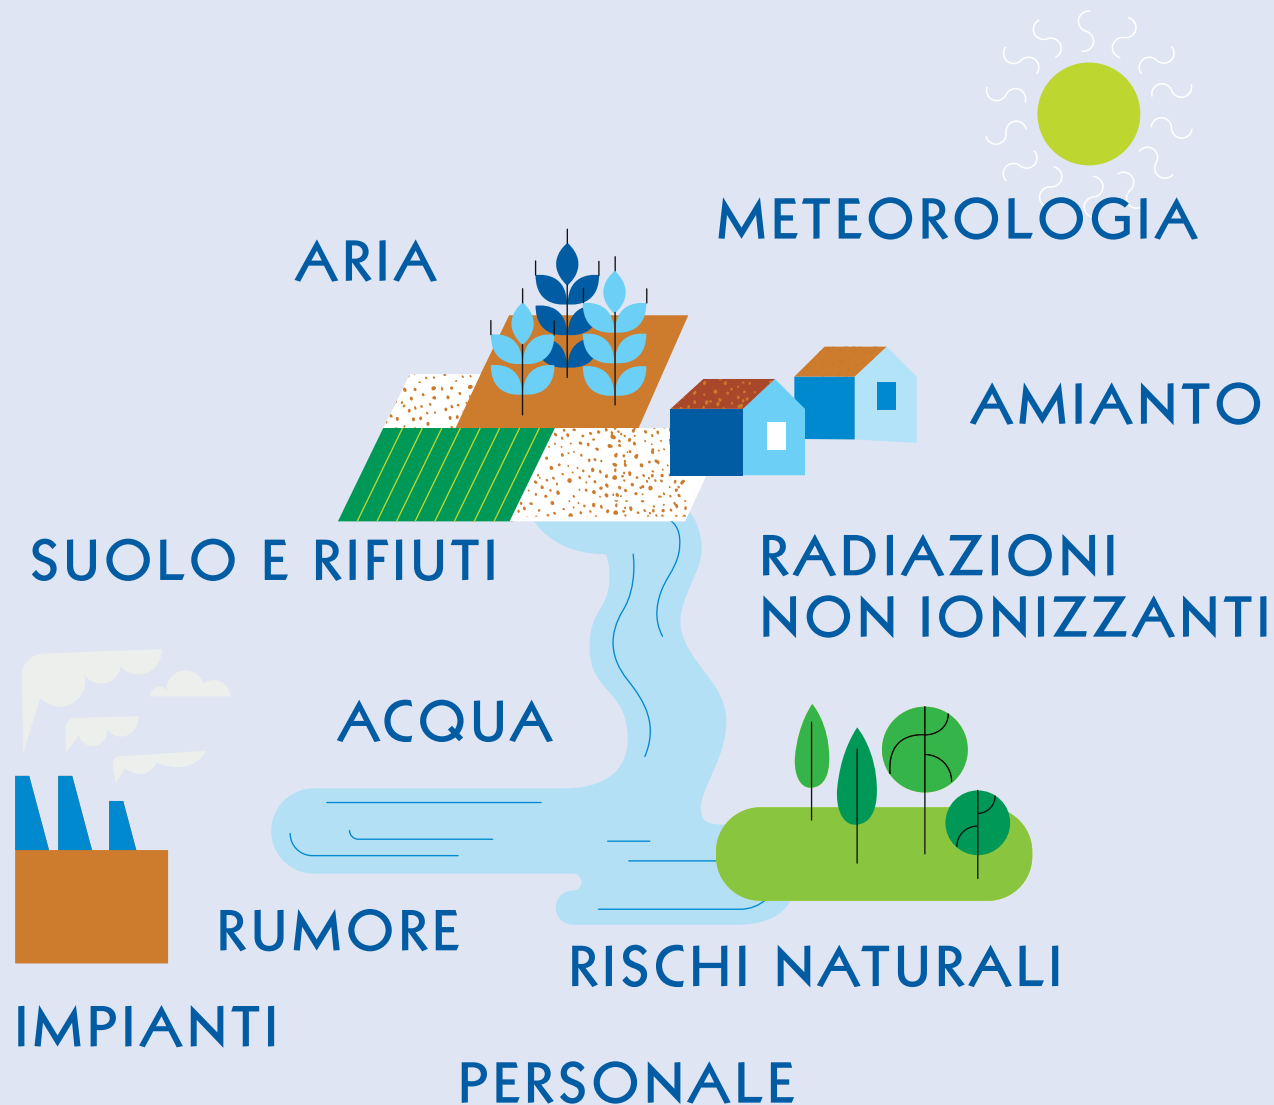 METEOROLOGIA
ARIA
AMIANTO
SUOLO E RIFIUTI
RADIAZIONI
NON IONIZZANTI
ACQUA
RUMORE
RISCHI NATURALI
IMPIANTI
PERSONALE